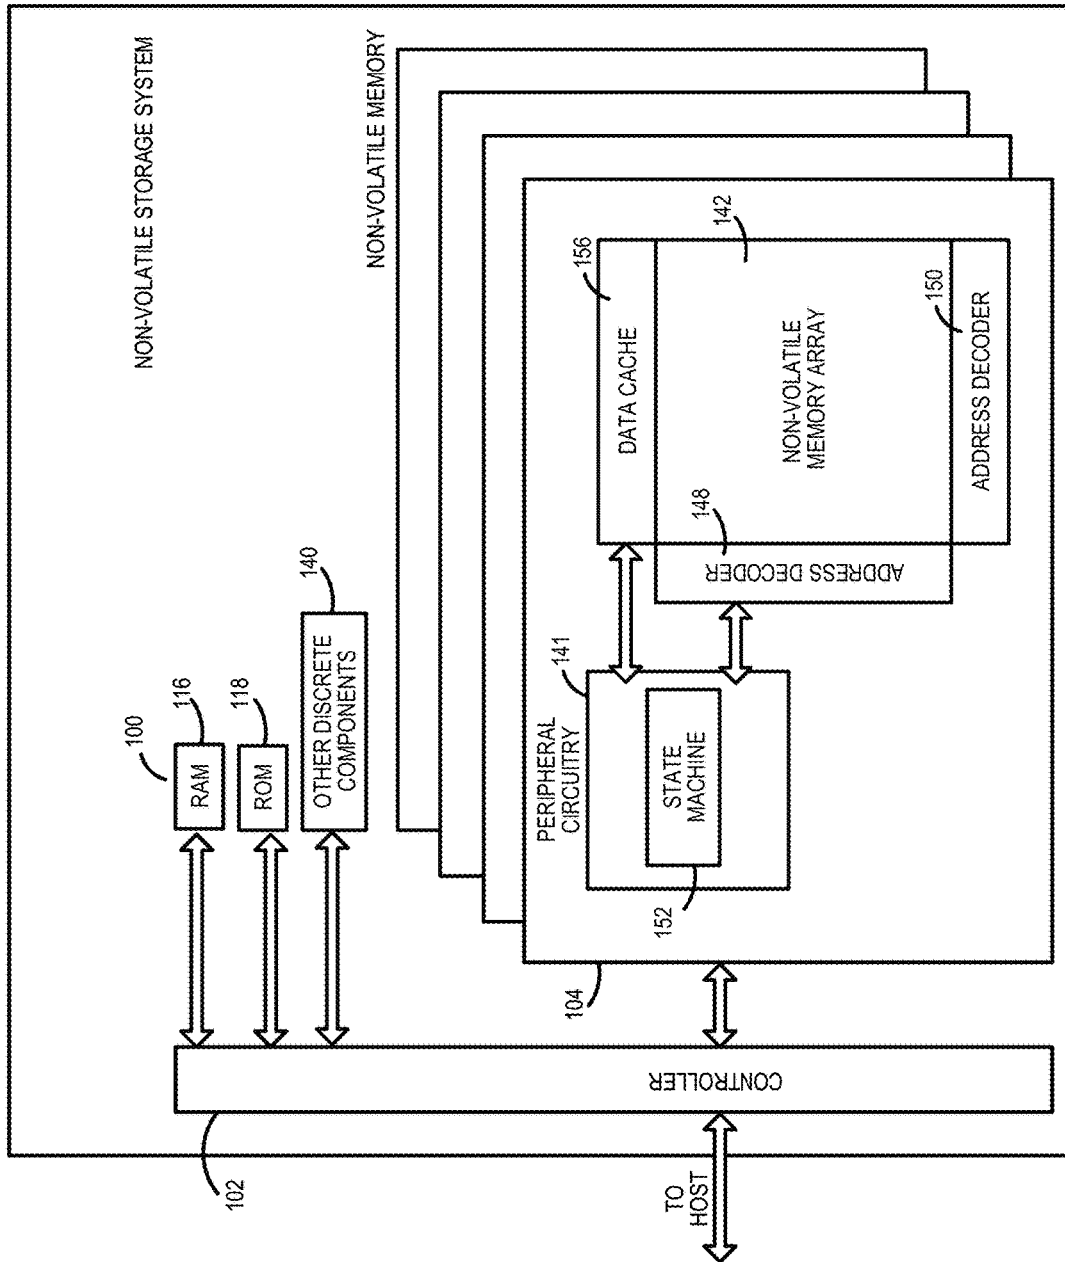 NON-VOLATILE STORAGE SYSTEM
100
RAM
116
ROM
118
OTHER DISCRETE
COMPONENTS
140
NON-VOLATILE MEMORY
102
CONTROLLER
TO
HOST
104
PERIPHERAL
CIRCUITRY
141
STATE
MACHINE
152
DATA CACHE
156
ADDRESS DECODER
148
NON-VOLATILE
MEMORY ARRAY
142
ADDRESS DECODER
150